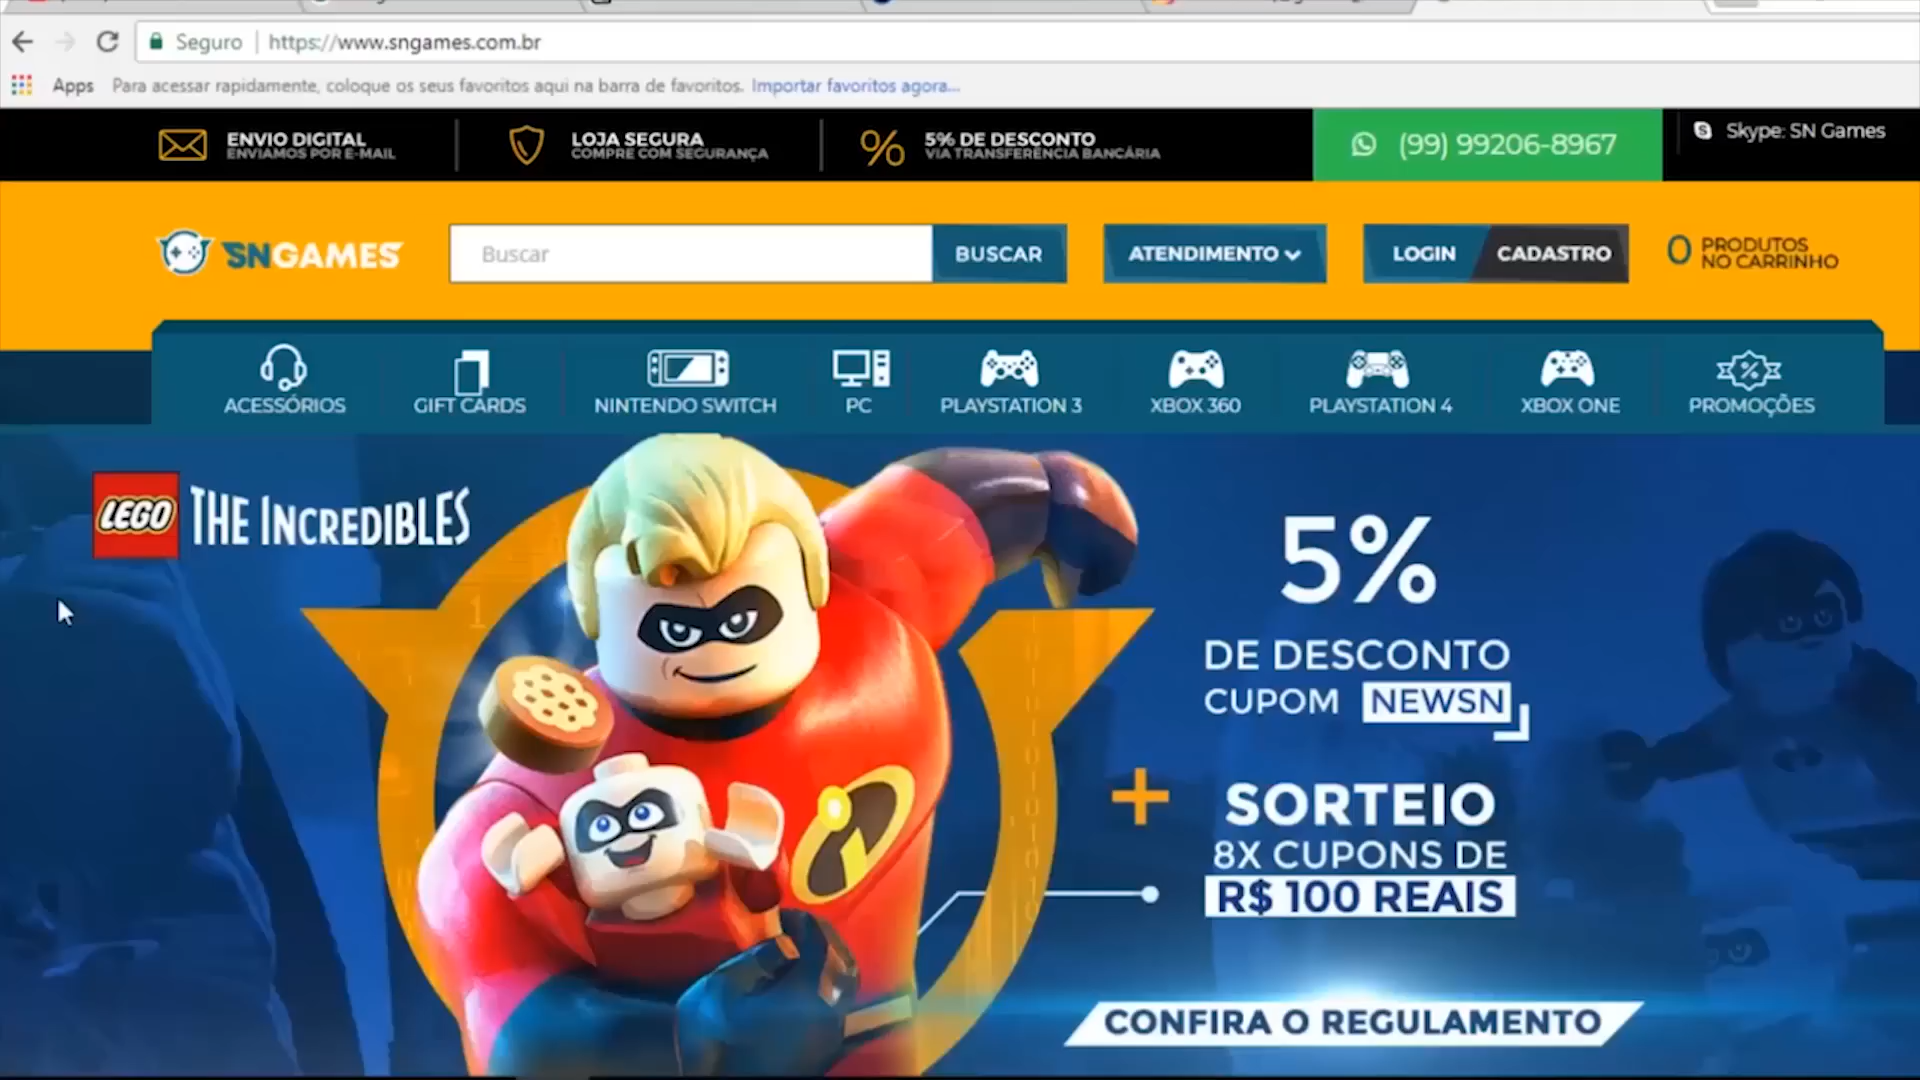 Seguro
https://www.sngames.com.br
Apps Para acessar rapidamente, coloque os seus favoritos aqui na barra de favoritos. Importar favoritos agora...
ENVIO DIGITAL
ENVIAMOS POR E-MAIL
LOJA SEGURA
COMPRE COM SEGURANÇA
5% DE DESCONTO
VIA TRANSFERÊNCIA BANCÁRIA
(99) 99206-8967
Skype: SN Games
SNGAMES
Buscar
BUSCAR
ATENDIMENTO
LOGIN
CADASTRO
0 PRODUTOS
NO CARRINHO
ACESSÓRIOS
GIFT CARDS
NINTENDO SWITCH
PC
PLAYSTATION 3
XBOX 360
PLAYSTATION 4
XBOX ONE
PROMOÇÕES
LEGO THE INCREDIBLES
5%
DE DESCONTO
CUPOM NEWSN
+ SORTEIO
8X CUPONS DE
R$ 100 REAIS
CONFIRA O REGULAMENTO